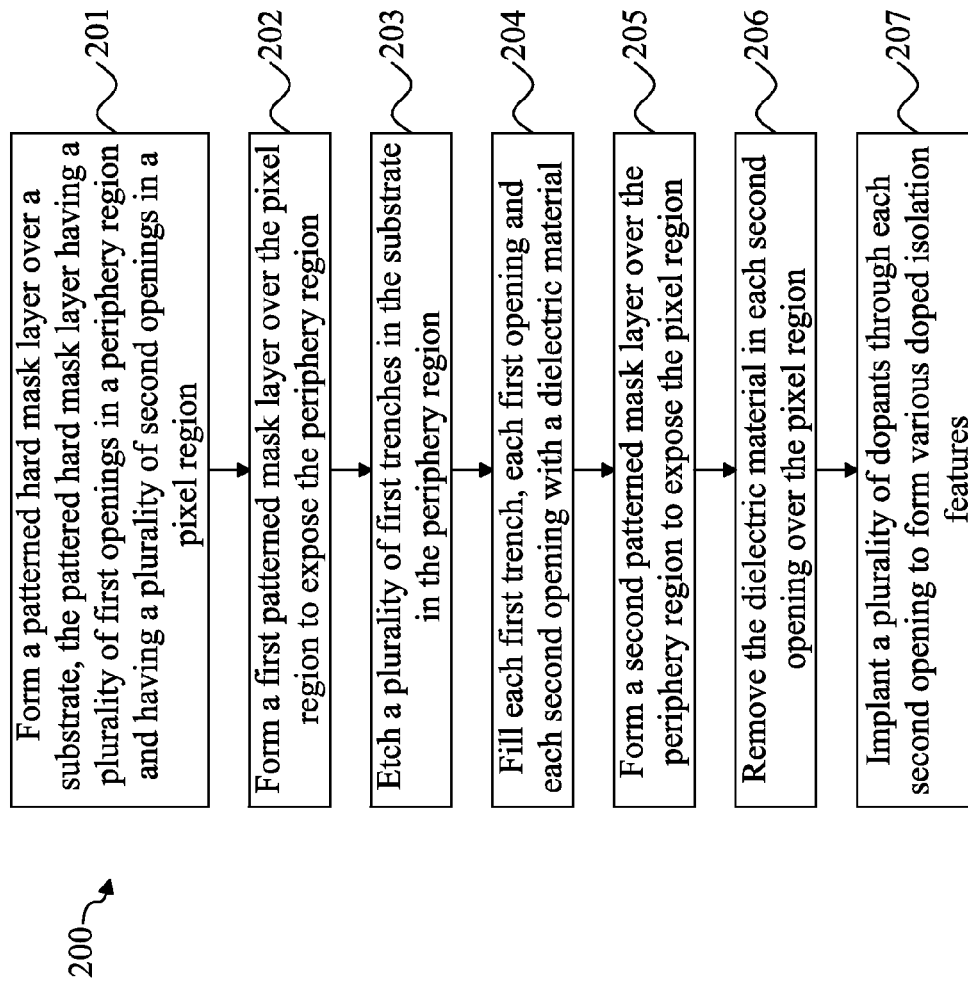 200
Form a patterned hard mask layer over a
substrate, the pattered hard mask layer having a
plurality of first openings in a periphery region
and having a plurality of second openings in a
pixel region
201
Form a first patterned mask layer over the pixel
region to expose the periphery region
202
Etch a plurality of first trenches in the substrate
in the periphery region
203
Fill each first trench, each first opening and
each second opening with a dielectric material
204
Form a second patterned mask layer over the
periphery region to expose the pixel region
205
Remove the dielectric material in each second
opening over the pixel region
206
Implant a plurality of dopants through each
second opening to form various doped isolation
features
207